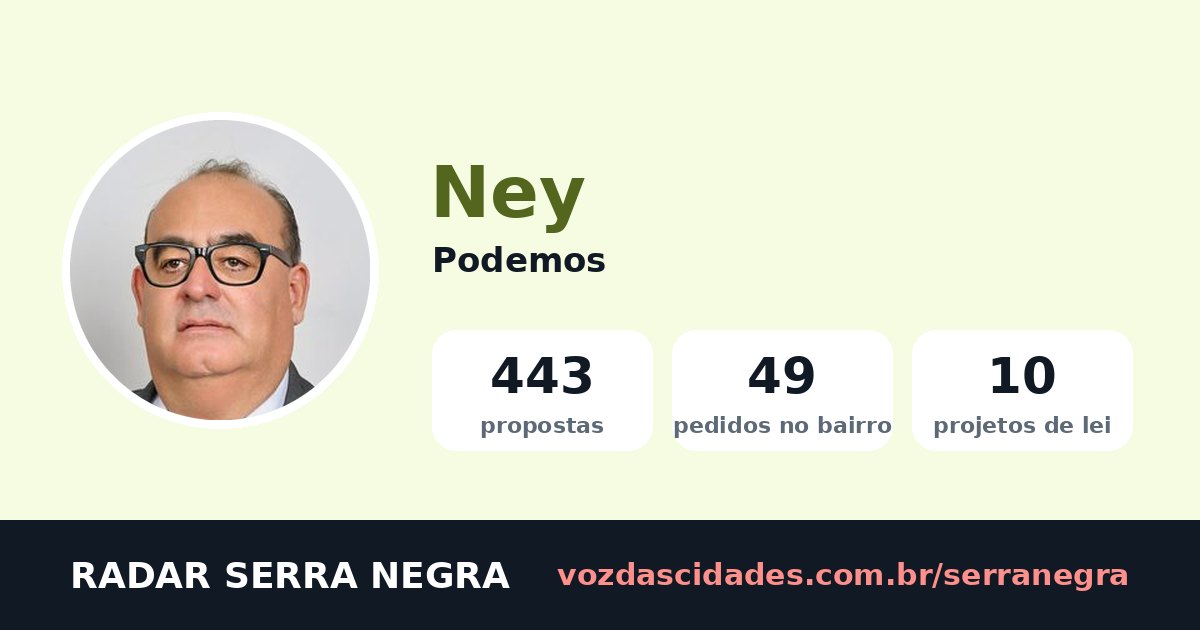 Ney
Podemos
443
propostas
49
pedidos no bairro
10
projetos de lei
RADAR SERRA NEGRA
vozdascidades.com.br/serranegra